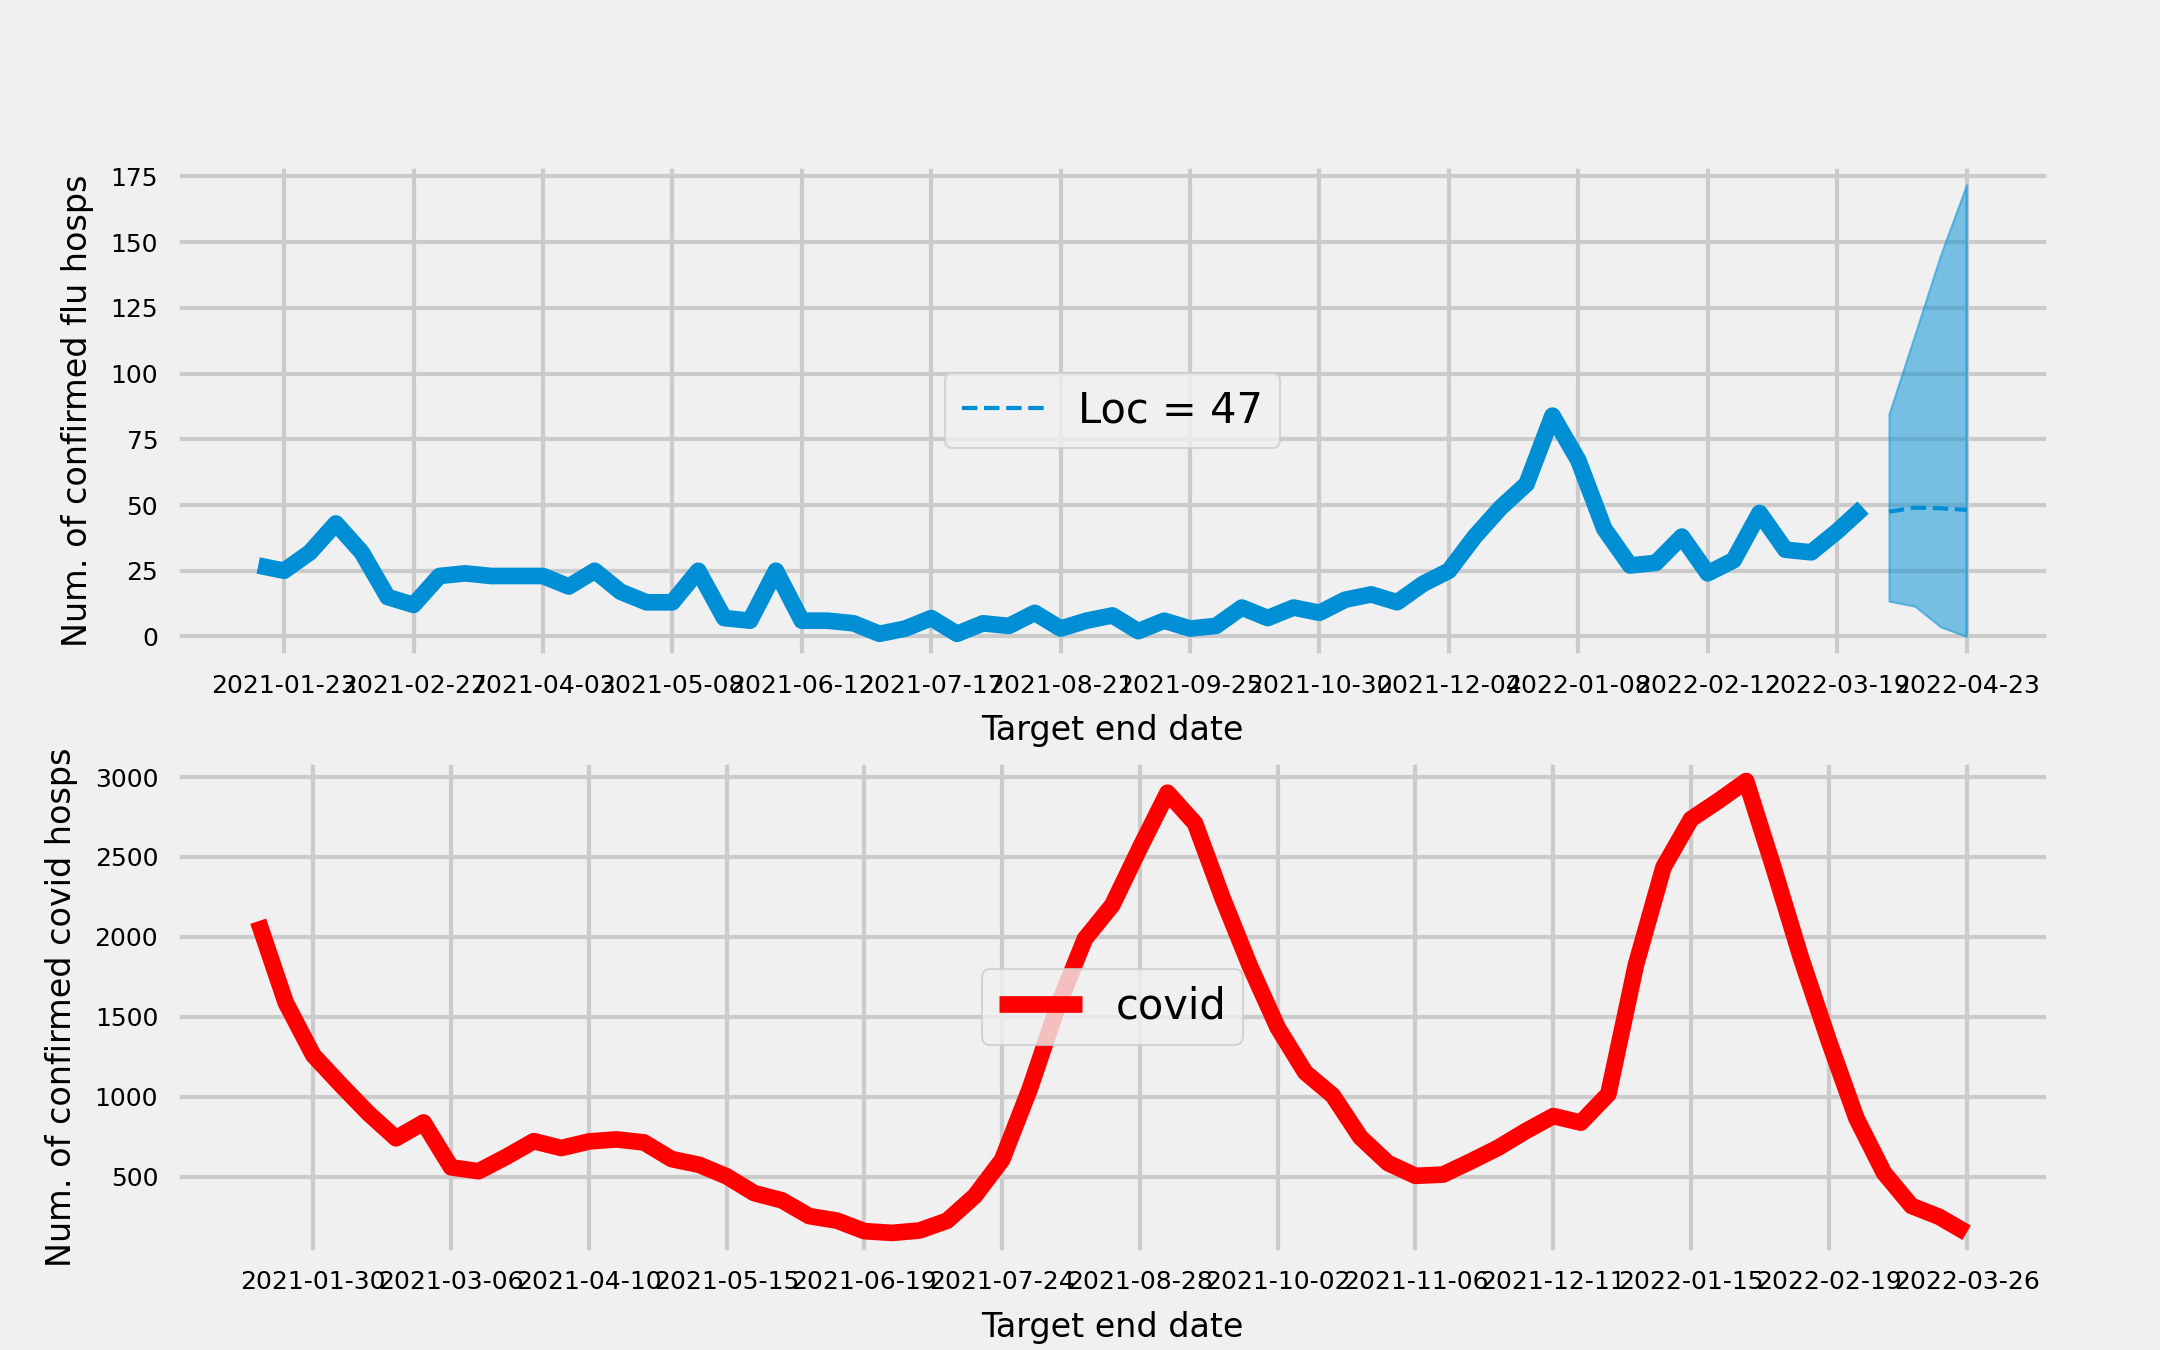 Num. of confirmed flu hosps
175
150
125
100
75
50
25
0
Loc = 47
2021-01-23 2021-02-27 2021-04-03 2021-05-08 2021-06-12 2021-07-17 2021-08-21 2021-09-25 2021-10-30 2021-12-04 2022-01-08 2022-02-12 2022-03-19 2022-04-23
Target end date
Num. of confirmed covid hosps
3000
2500
2000
1500
1000
500
covid
2021-01-30 2021-03-06 2021-04-10 2021-05-15 2021-06-19 2021-07-24 2021-08-28 2021-10-02 2021-11-06 2021-12-11 2022-01-15 2022-02-19 2022-03-26
Target end date